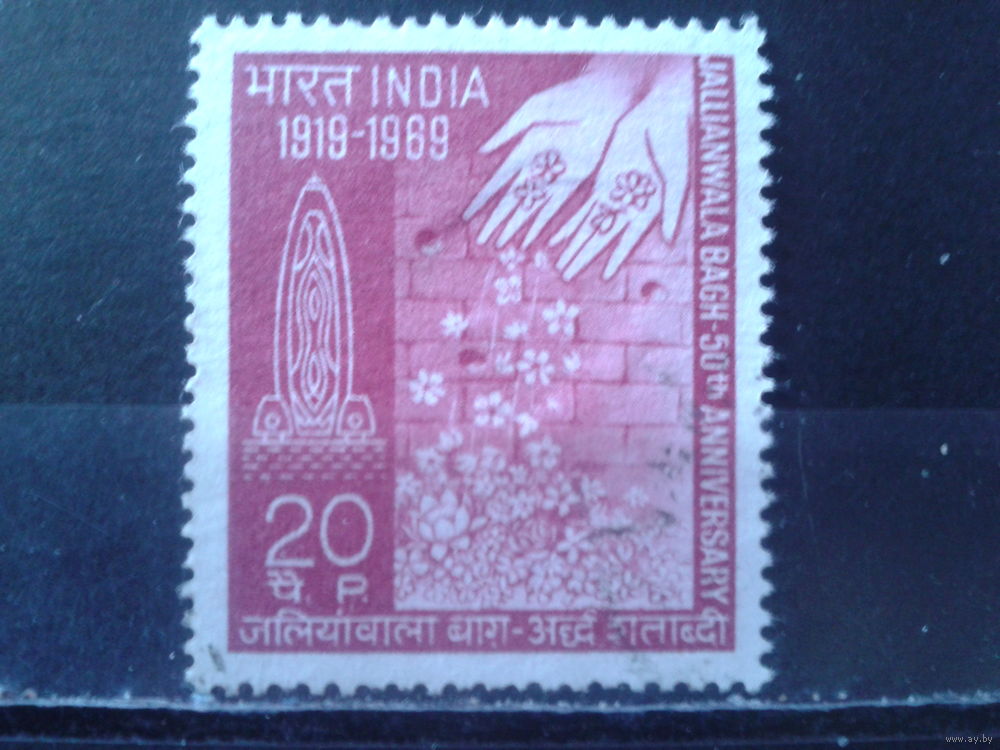 भारत INDIA
1919-1969
JALLIANWALA BAGH-50th ANNIVERSARY
20
पै. P.
जलियांवाला बाग़-अर्द्ध शताब्दी
www.ay.by